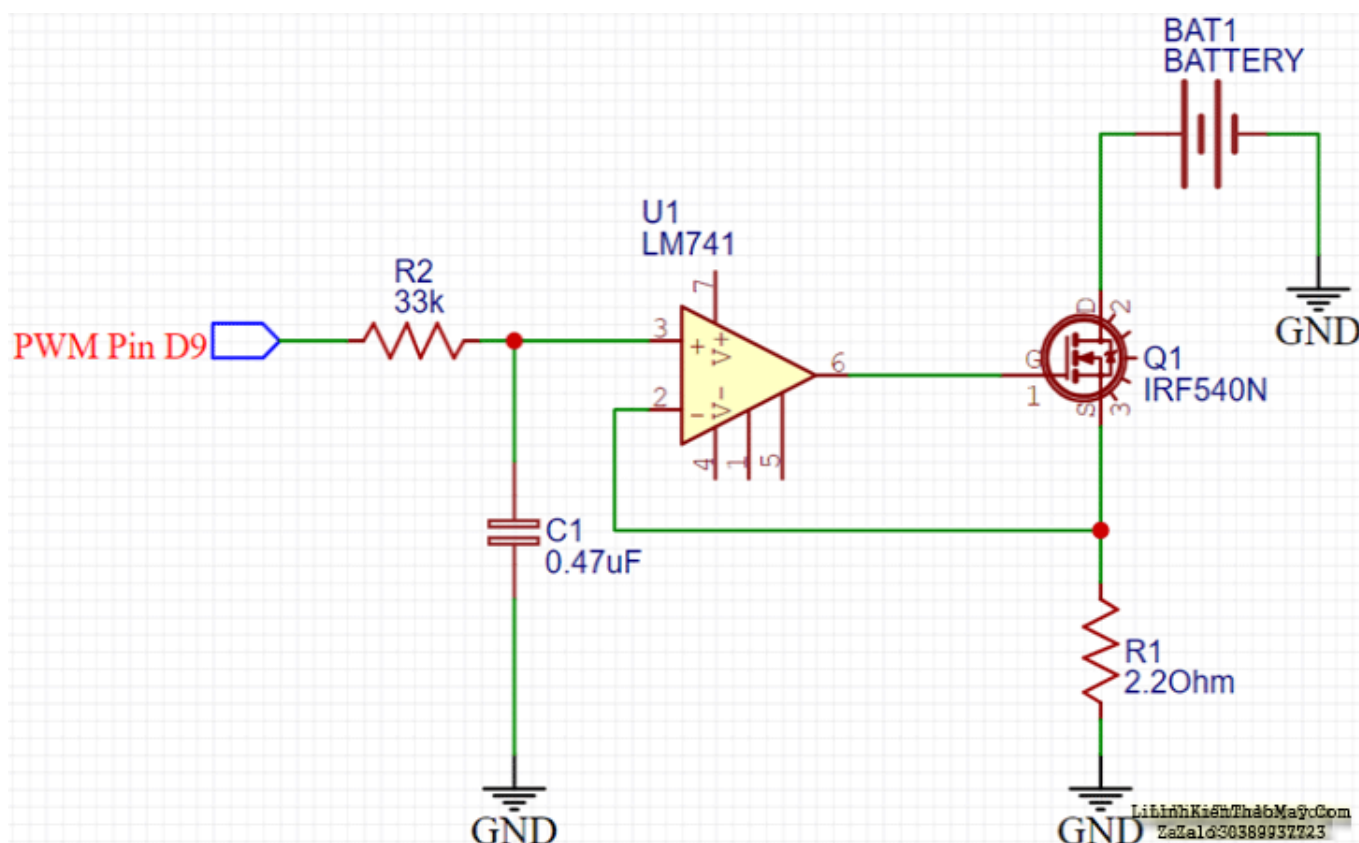 BAT1
BATTERY
U1
LM741
R2
33k
PWM Pin D9
7
3
+
V+
2
-
V-
4
1
5
6
D
2
G
1
S
3
Q1
IRF540N
GND
C1
0.47uF
R1
2.2Ohm
GND
GND